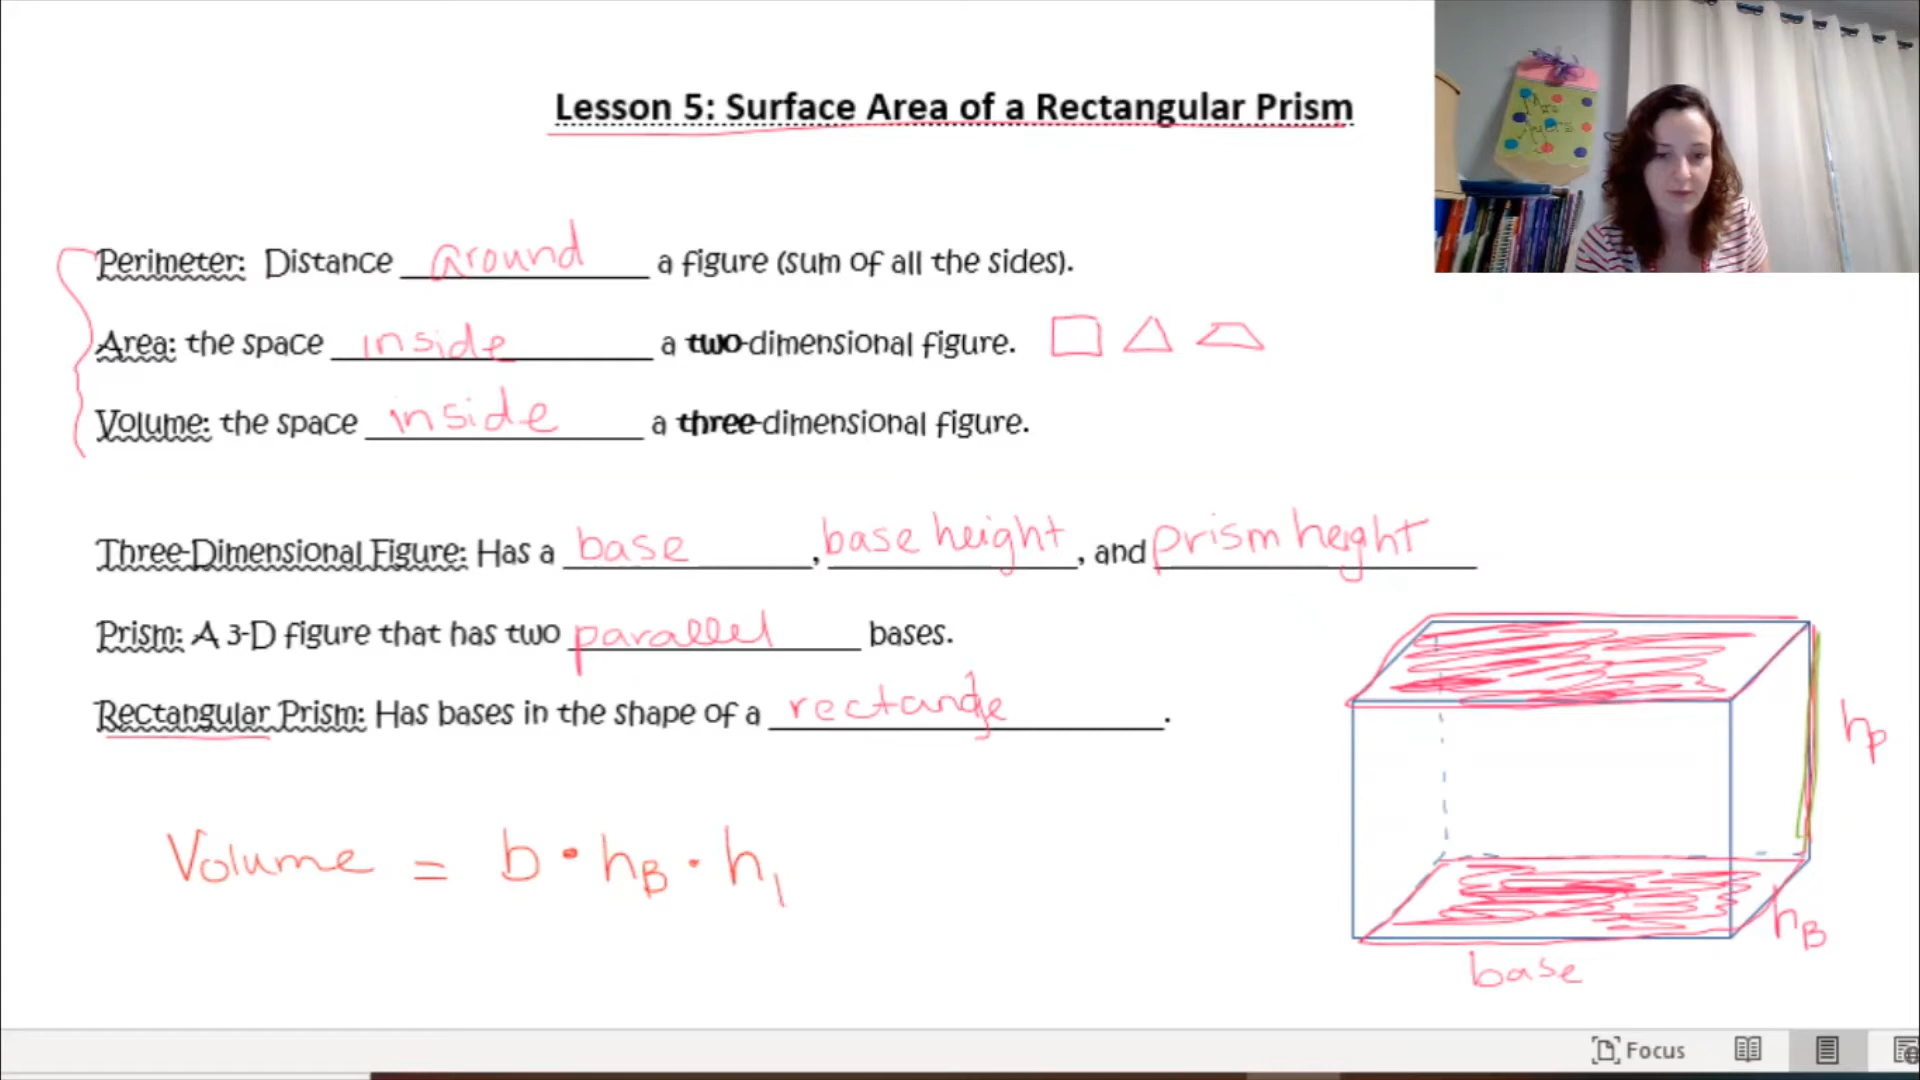 Lesson 5: Surface Area of a Rectangular Prism
Perimeter: Distance around a figure (sum of all the sides).
Area: the space inside a two-dimensional figure.
Volume: the space inside a three-dimensional figure.
Three-Dimensional Figure: Has a base, base height, and prism height
Prism: A 3-D figure that has two parallel bases.
Rectangular Prism: Has bases in the shape of a rectangle.
hp
Volume = b · hB · h
hB
base
Focus